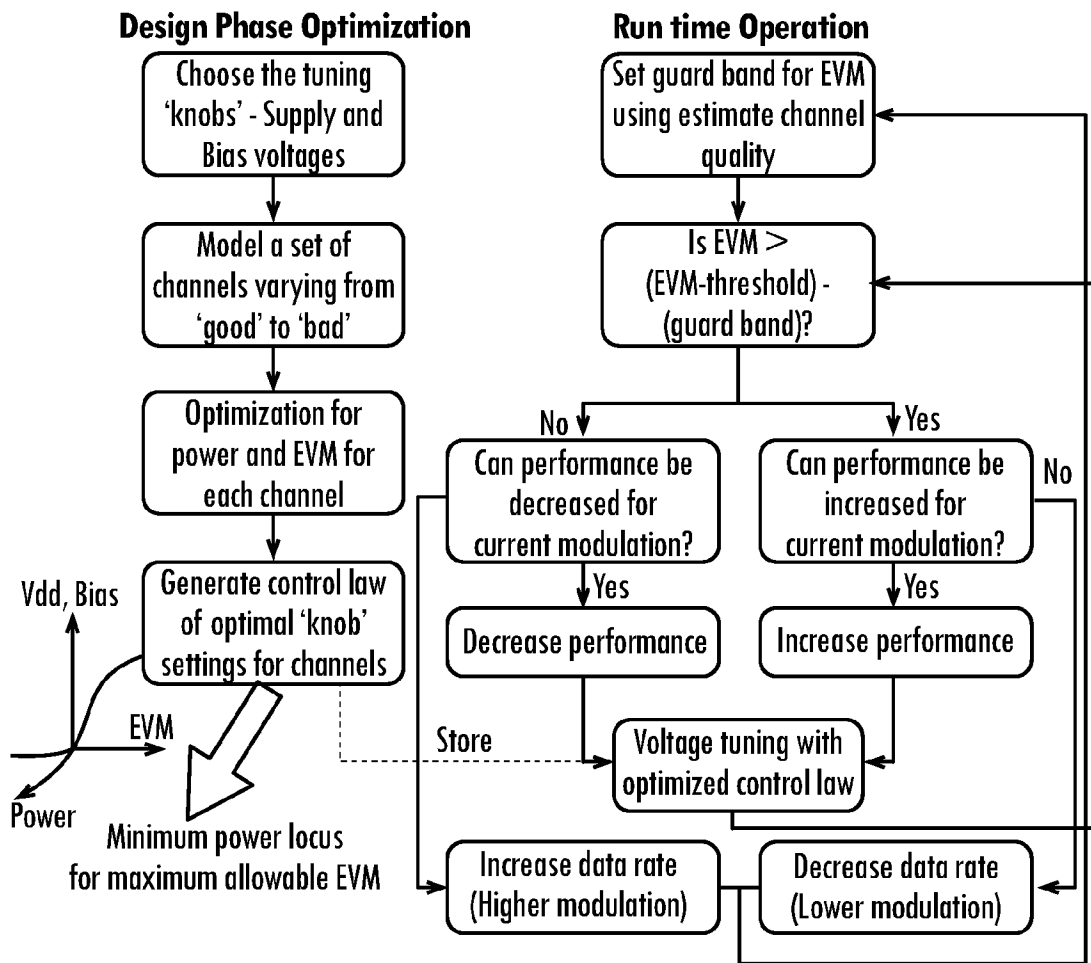 Design Phase Optimization
Choose the tuning
‘knobs’ - Supply and
Bias voltages
Model a set of
channels varying from
‘good’ to ‘bad’
Optimization for
power and EVM for
each channel
Generate control law
of optimal ‘knob’
settings for channels
Vdd, Bias
EVM
Power
Minimum power locus
for maximum allowable EVM
Store
Run time Operation
Set guard band for EVM
using estimate channel
quality
Is EVM >
(EVM-threshold) -
(guard band)?
No
Yes
Can performance be
decreased for
current modulation?
Can performance be
increased for
current modulation?
No
Yes
Yes
Decrease performance
Increase performance
Voltage tuning with
optimized control law
Increase data rate
(Higher modulation)
Decrease data rate
(Lower modulation)